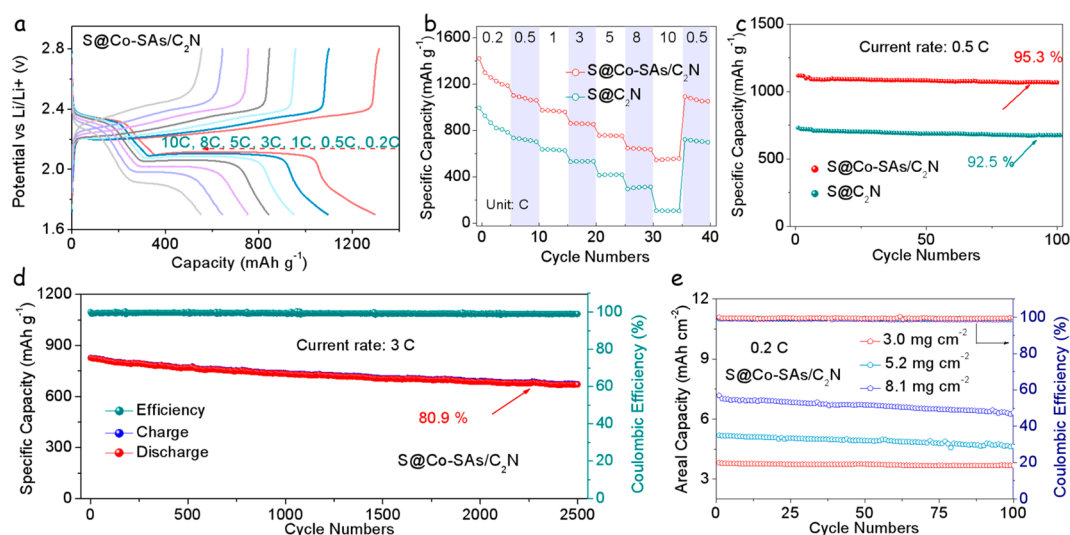 a
S@Co-SAs/C₂N
Potential vs Li/Li+ (v)
2.8
2.4
2.0
1.6
10C, 8C, 5C, 3C, 1C, 0.5C, 0.2C
0 400 800 1200
Capacity (mAh g⁻¹)
b
Specific Capacity(mAh g⁻¹)
1600
1200
800
400
0
0.2 0.5 1 3 5 8 10 0.5
S@Co-SAs/C₂N
S@C₂N
Unit: C
0 10 20 30 40
Cycle Numbers
c
Specific Capacity(mAh g⁻¹)
1500
1000
500
0
Current rate: 0.5 C
95.3 %
92.5 %
S@Co-SAs/C₂N
S@C₂N
0 50 100
Cycle Numbers
d
Specific Capacity (mAh g⁻¹)
1200
900
600
300
0
Current rate: 3 C
80.9 %
Efficiency
Charge
Discharge
S@Co-SAs/C₂N
0 500 1000 1500 2000 2500
Cycle Numbers
100
80
60
40
20
0
Coulombic Efficiency (%)
e
Areal Capacity (mAh cm⁻²)
12
9
6
3
0.2 C
S@Co-SAs/C₂N
3.0 mg cm⁻²
5.2 mg cm⁻²
8.1 mg cm⁻²
0 25 50 75 100
Cycle Numbers
100
80
60
40
20
0
Coulombic Efficiency (%)